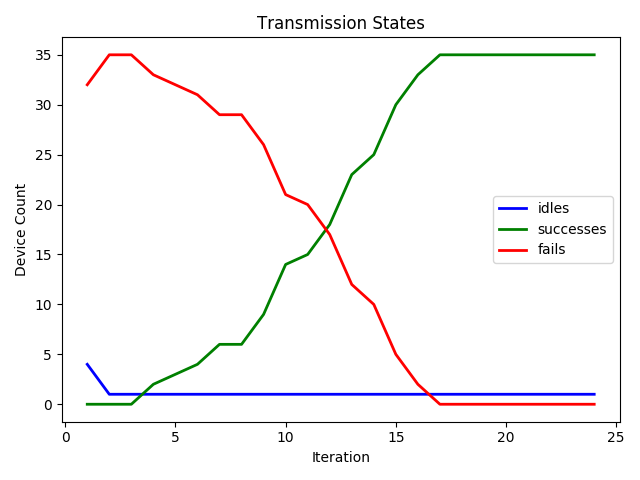 Transmission States
Device Count
35
30
25
20
15
10
5
0
idles
successes
fails
0 5 10 15 20 25
Iteration